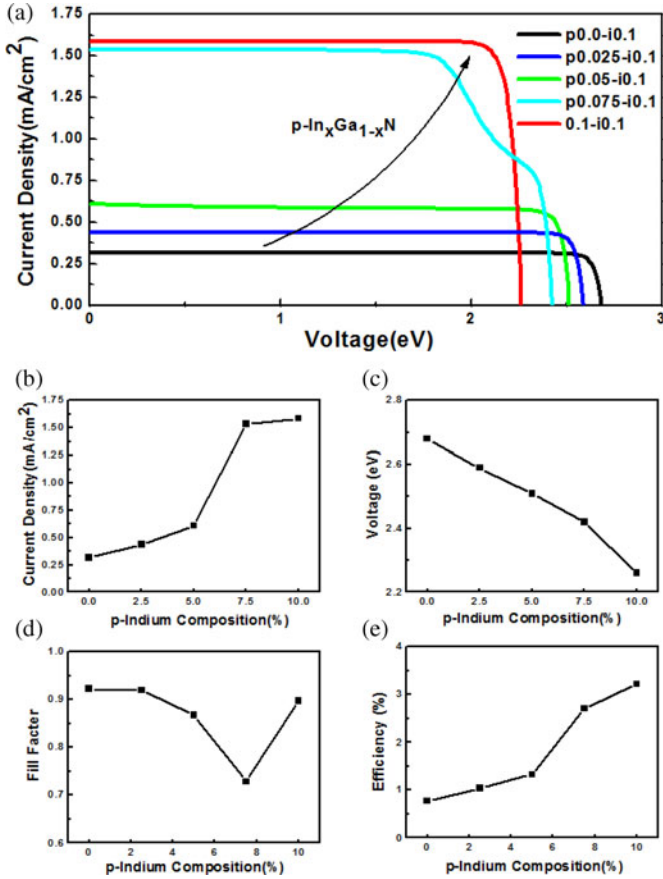 (a)
Current Density(mA/cm²)
1.75
1.50
1.25
1.00
0.75
0.50
0.25
0.00
p-InₓGa₁₋ₓN
p0.0-i0.1
p0.025-i0.1
p0.05-i0.1
p0.075-i0.1
0.1-i0.1
0 1 2 3
Voltage(eV)
(b)
Current Density(mA/cm²)
1.75
1.50
1.25
1.00
0.75
0.50
0.25
0.00
0.0 2.5 5.0 7.5 10.0
p-Indium Composition(%)
(c)
Voltage (eV)
2.8
2.6
2.4
2.2
0.0 2.5 5.0 7.5 10.0
p-Indium Composition(%)
(d)
Fill Facter
1.0
0.9
0.8
0.7
0.6
0 2 4 6 8 10
p-Indium Composition(%)
(e)
Efficiency (%)
4
3
2
1
0
0 2 4 6 8 10
p-Indium Composition(%)